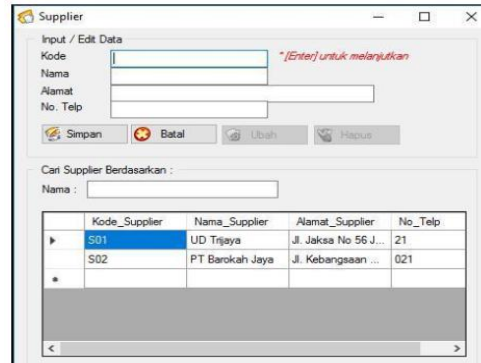 Supplier
Input / Edit Data
Kode * [Enter] untuk melanjutkan
Nama
Alamat
No. Telp
Simpan Batal Ubah Hapus
Cari Supplier Berdasarkan :
Nama :
Kode_Supplier Nama_Supplier Alamat_Supplier No_Telp
S01 UD Trijaya Jl. Jaksa No 56 J... 21
S02 PT Barokah Jaya Jl. Kebangsaan ... 021